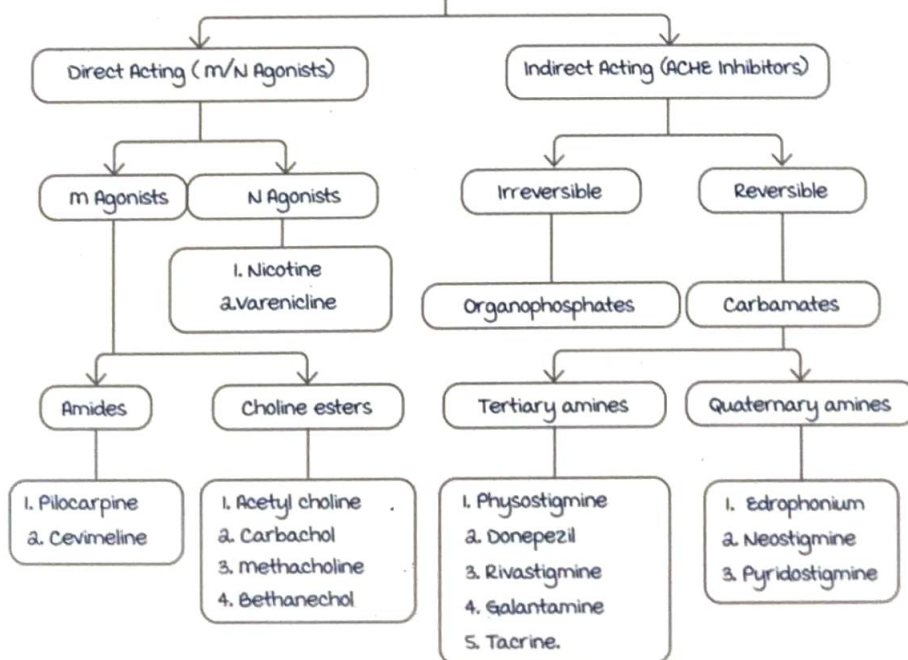 Direct Acting (m/N Agonists)
Indirect Acting (ACHE Inhibitors)
m Agonists
N Agonists
Irreversible
Reversible
1. Nicotine
2.Varenicline
Organophosphates
Carbamates
Amides
Choline esters
Tertiary amines
Quaternary amines
1. Pilocarpine
2. Cevimeline
1. Acetyl choline
2. Carbachol
3. methacholine
4. Bethanechol
1. Physostigmine
2. Donepezil
3. Rivastigmine
4. Galantamine
5. Tacrine.
1. Edrophonium
2. Neostigmine
3. Pyridostigmine